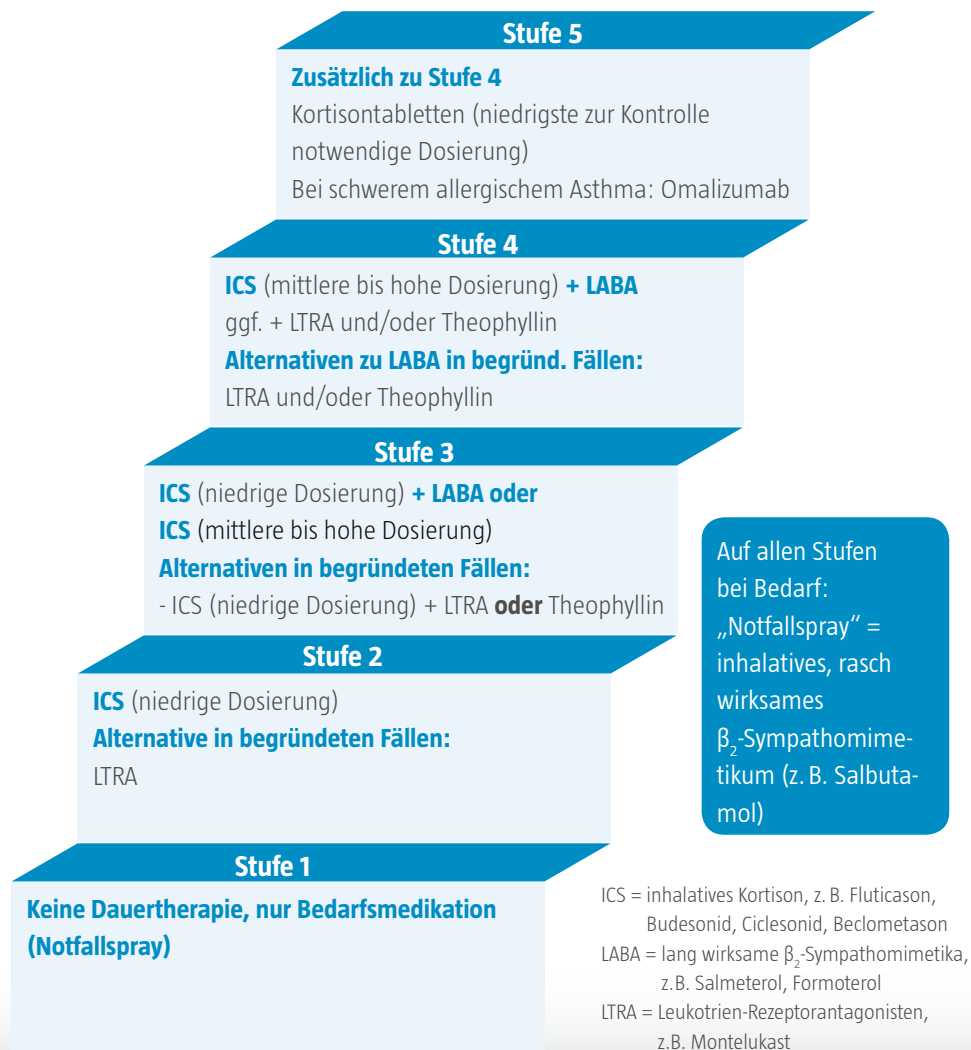 Stufe 5
Zusätzlich zu Stufe 4
Kortisontabletten (niedrigste zur Kontrolle
notwendige Dosierung)
Bei schwerem allergischem Asthma: Omalizumab
Stufe 4
ICS (mittlere bis hohe Dosierung) + LABA
ggf. + LTRA und/oder Theophyllin
Alternativen zu LABA in begründ. Fällen:
LTRA und/oder Theophyllin
Stufe 3
ICS (niedrige Dosierung) + LABA oder
ICS (mittlere bis hohe Dosierung)
Alternativen in begründeten Fällen:
- ICS (niedrige Dosierung) + LTRA oder Theophyllin
Stufe 2
ICS (niedrige Dosierung)
Alternative in begründeten Fällen:
LTRA
Stufe 1
Keine Dauertherapie, nur Bedarfsmedikation
(Notfallspray)
Auf allen Stufen
bei Bedarf:
„Notfallspray“ =
inhalatives, rasch
wirksames
β₂-Sympathomime-
tikum (z. B. Salbuta-
mol)
ICS = inhalatives Kortison, z. B. Fluticason,
Budesonid, Ciclesonid, Beclometason
LABA = lang wirksame β₂-Sympathomimetika,
z.B. Salmeterol, Formoterol
LTRA = Leukotrien-Rezeptorantagonisten,
z.B. Montelukast